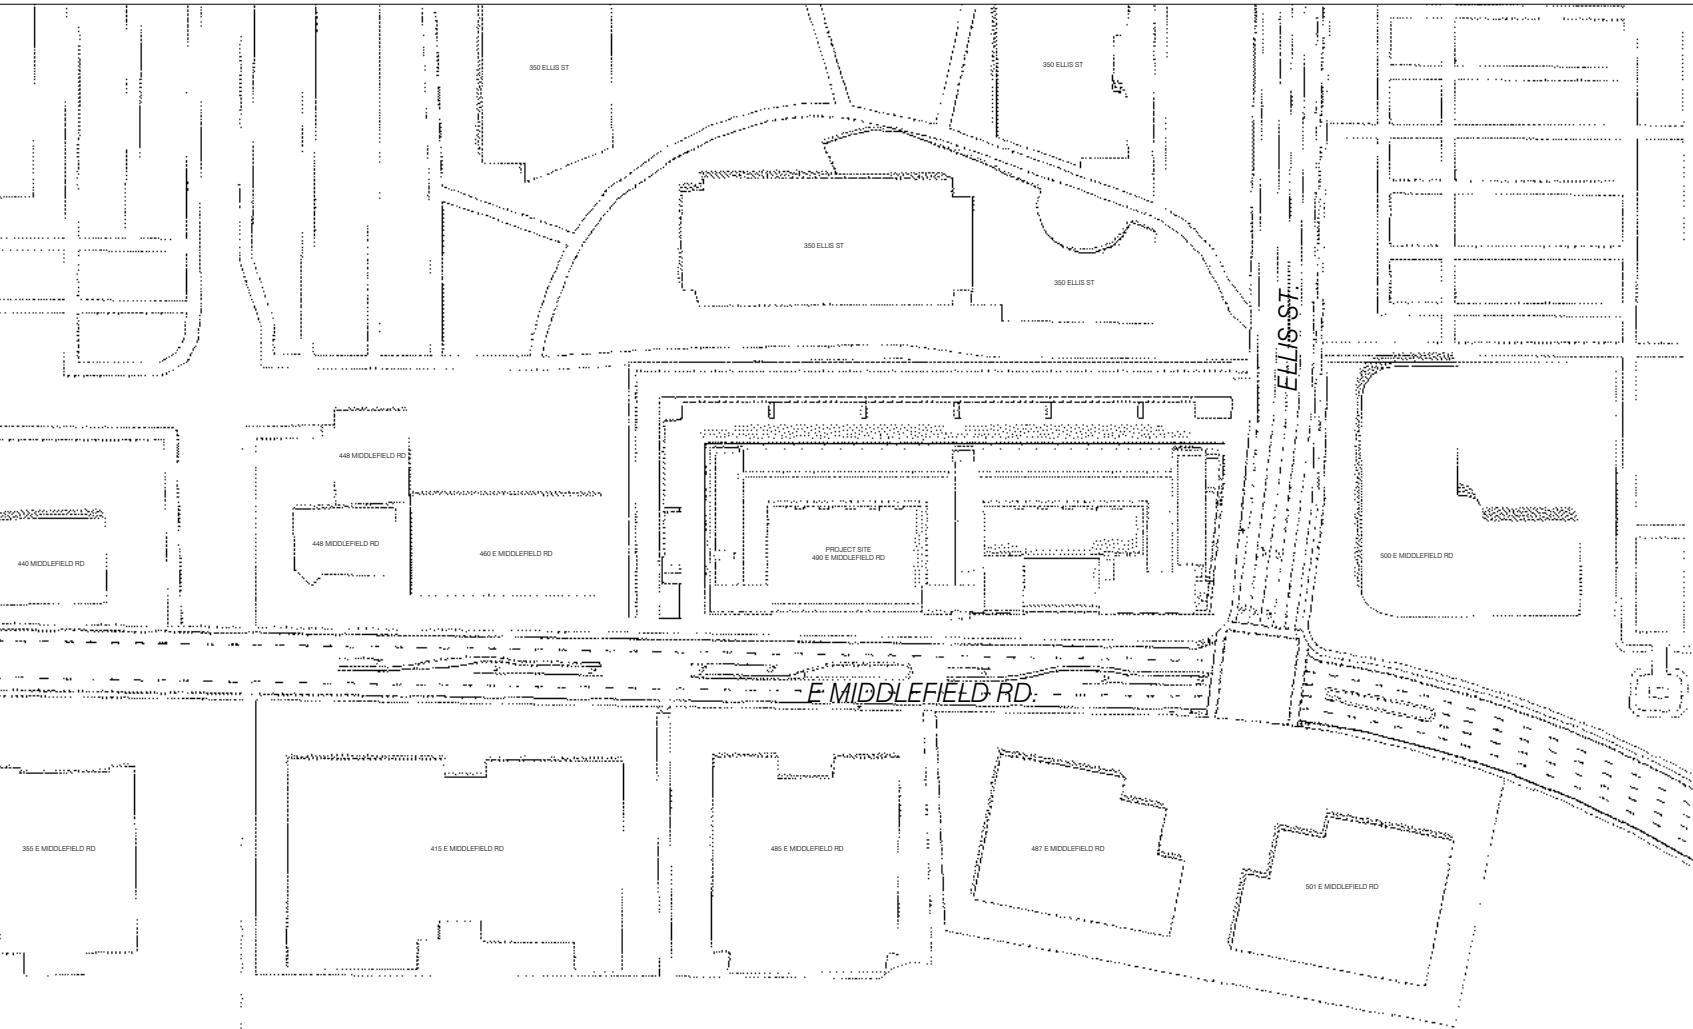 350 ELLIS ST
350 ELLIS ST
350 ELLIS ST
350 ELLIS ST
ELLIS ST.
448 MIDDLEFIELD RD
448 MIDDLEFIELD RD
460 E MIDDLEFIELD RD
PROJECT SITE
490 E MIDDLEFIELD RD
500 E MIDDLEFIELD RD
440 MIDDLEFIELD RD
E MIDDLEFIELD RD.
355 E MIDDLEFIELD RD
415 E MIDDLEFIELD RD
485 E MIDDLEFIELD RD
487 E MIDDLEFIELD RD
501 E MIDDLEFIELD RD